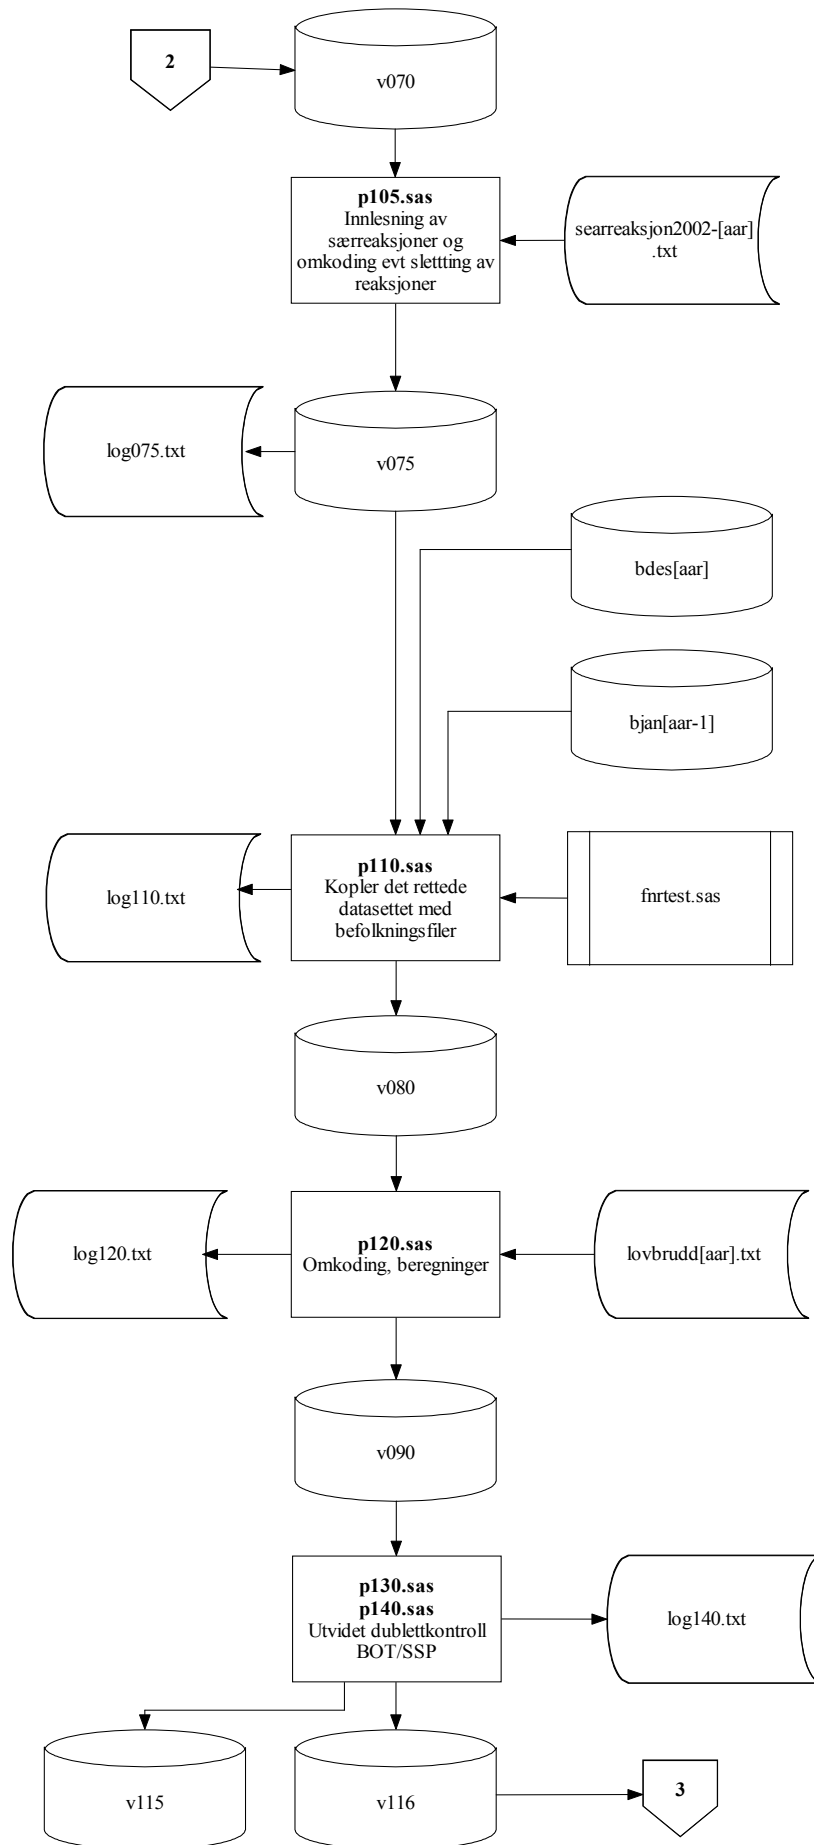 2
v070
p105.sas
Innlesning av
særreaksjoner og
omkoding evt slettting av
reaksjoner
searreaksjon2002-[aar]
.txt
log075.txt
v075
bdes[aar]
bjan[aar-1]
p110.sas
Kopler det rettede
datasettet med
befolkningsfiler
log110.txt
fnrtest.sas
v080
log120.txt
p120.sas
Omkoding, beregninger
lovbrudd[aar].txt
v090
p130.sas
p140.sas
Utvidet dublettkontroll
BOT/SSP
log140.txt
v115
v116
3